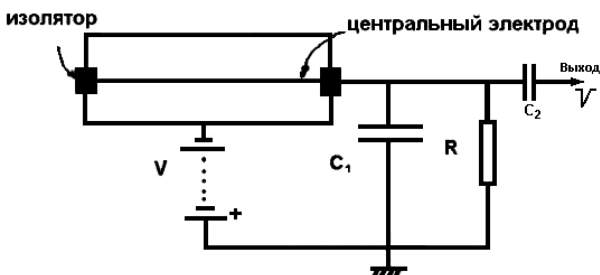 изолятор
центральный электрод
Выход
C₂
V
+
C₁
R